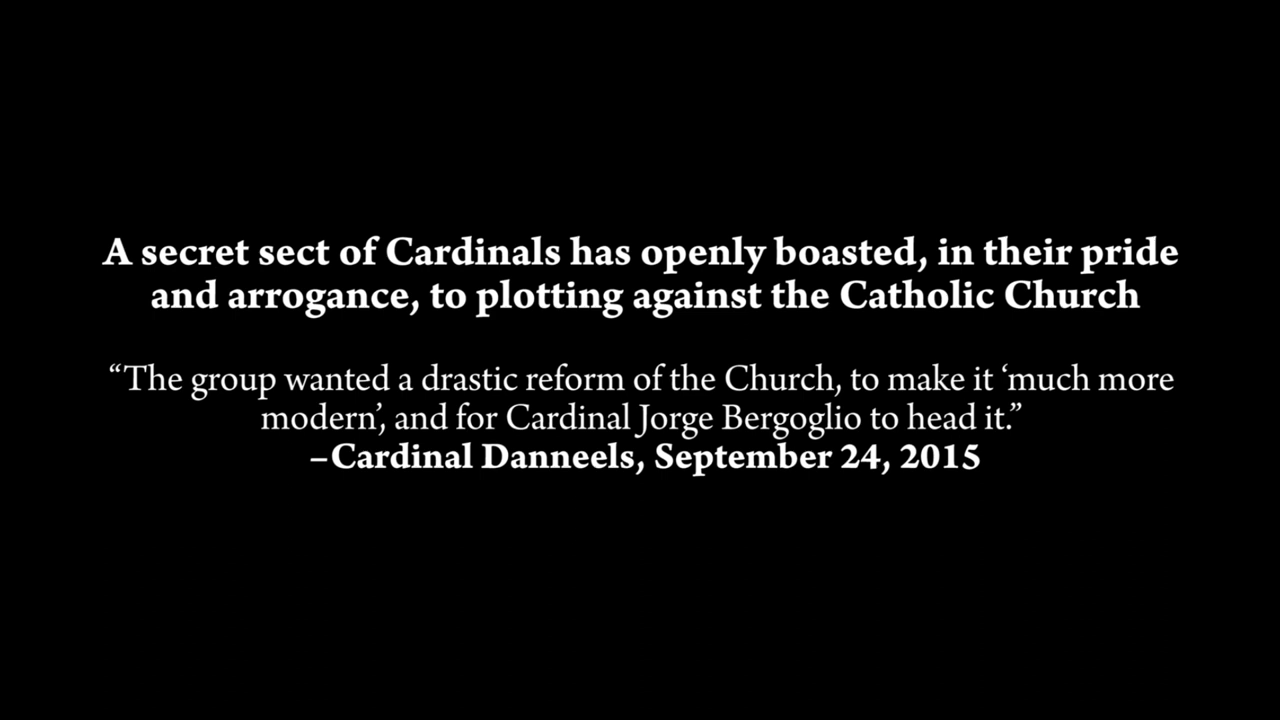 A secret sect of Cardinals has openly boasted, in their pride
and arrogance, to plotting against the Catholic Church
“The group wanted a drastic reform of the Church, to make it ‘much more
modern’, and for Cardinal Jorge Bergoglio to head it.”
–Cardinal Danneels, September 24, 2015